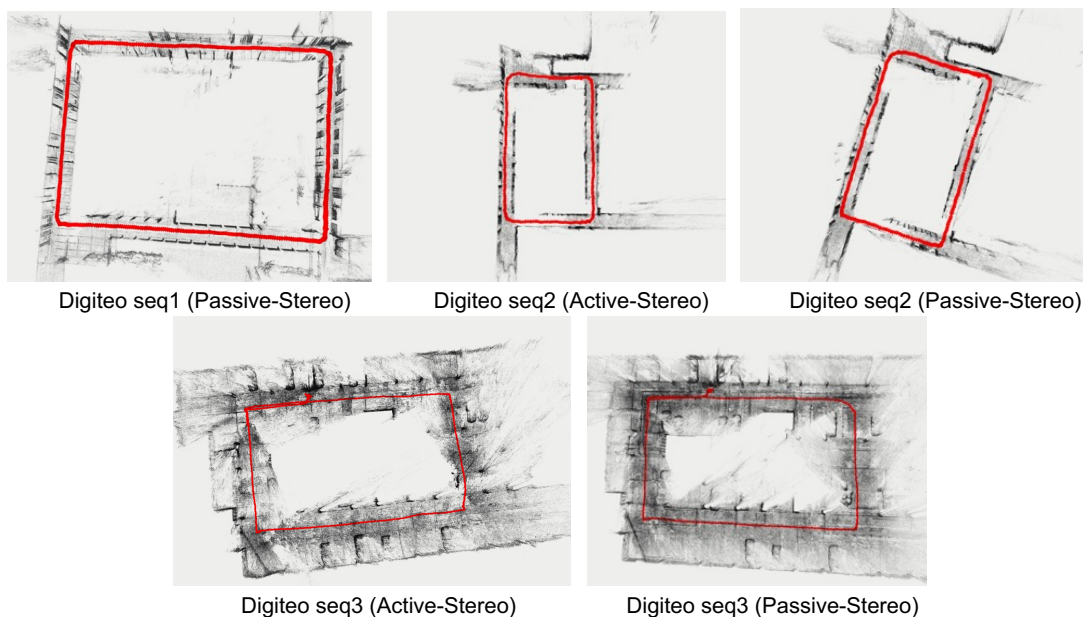 Digiteo seq1 (Passive-Stereo)
Digiteo seq2 (Active-Stereo)
Digiteo seq2 (Passive-Stereo)
Digiteo seq3 (Active-Stereo)
Digiteo seq3 (Passive-Stereo)